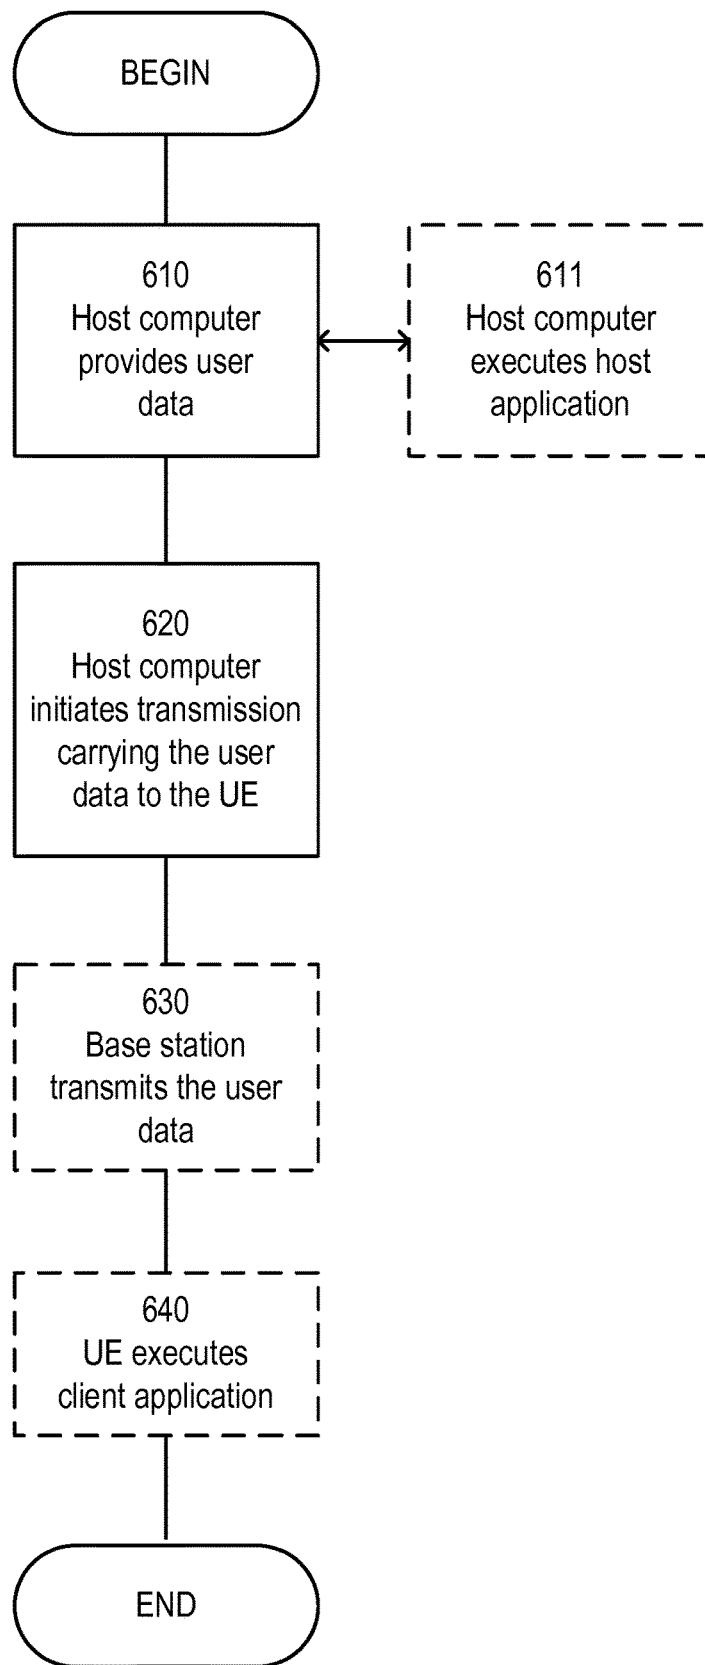 BEGIN
610
Host computer
provides user
data
611
Host computer
executes host
application
620
Host computer
initiates transmission
carrying the user
data to the UE
630
Base station
transmits the user
data
640
UE executes
client application
END